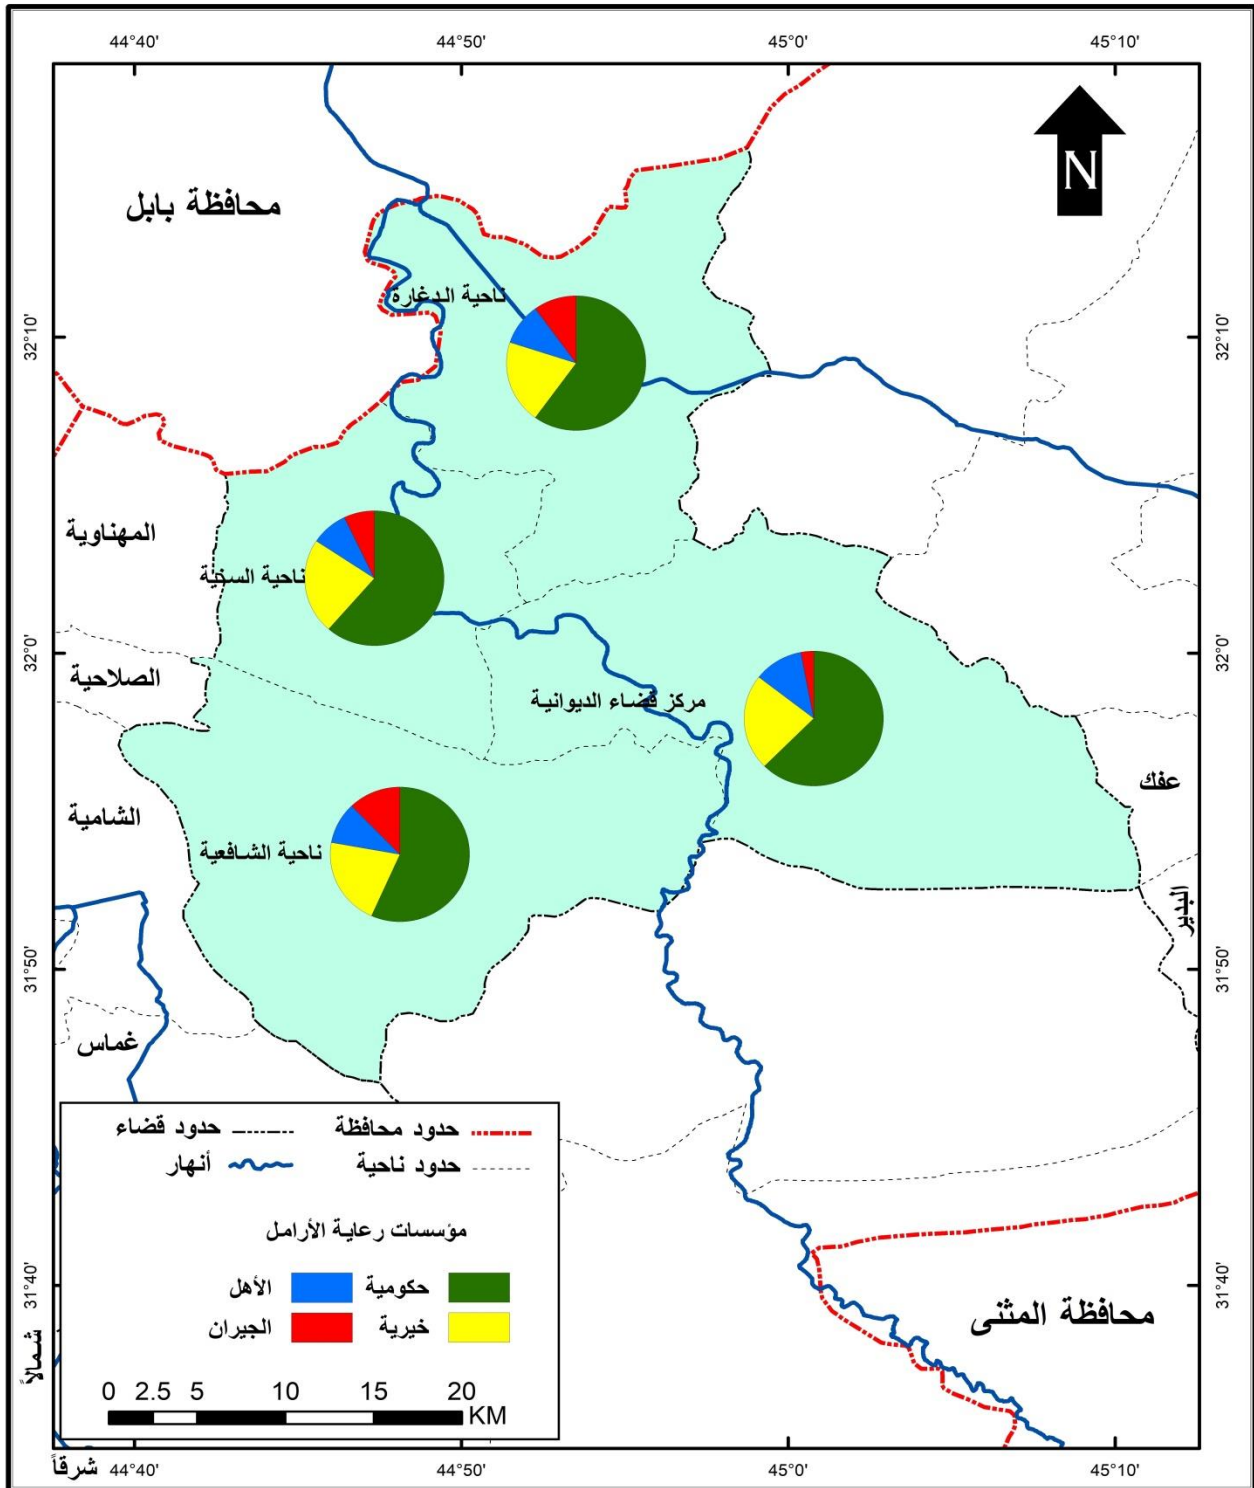 44°40' 44°50' 45°0' 45°10'
N
محافظة بابل
ناحية الدغارة
32°10' 32°10'
المهناوية
ناحية السنية
32°0' 32°0'
الصلاحية
مركز قضاء الديوانية
عفك
الشامية
ناحية الشافعية
البدير
31°50' 31°50'
غماس
حدود محافظة حدود قضاء
حدود ناحية أنهار
مؤسسات رعاية الأرامل
حكومية الأهل
خيرية الجيران
31°40' 31°40'
محافظة المثنى
شمالاً
0 2.5 5 10 15 20
KM
شرقاً
44°40' 44°50' 45°0' 45°10'